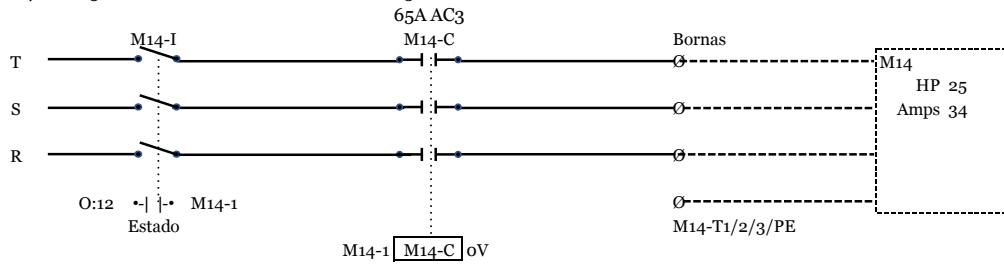 65A AC3
M14-I M14-C Bornas
T M14
HP 25
S Amps 34
R
O:12 M14-1
Estado M14-T1/2/3/PE
M14-1 M14-C 0V